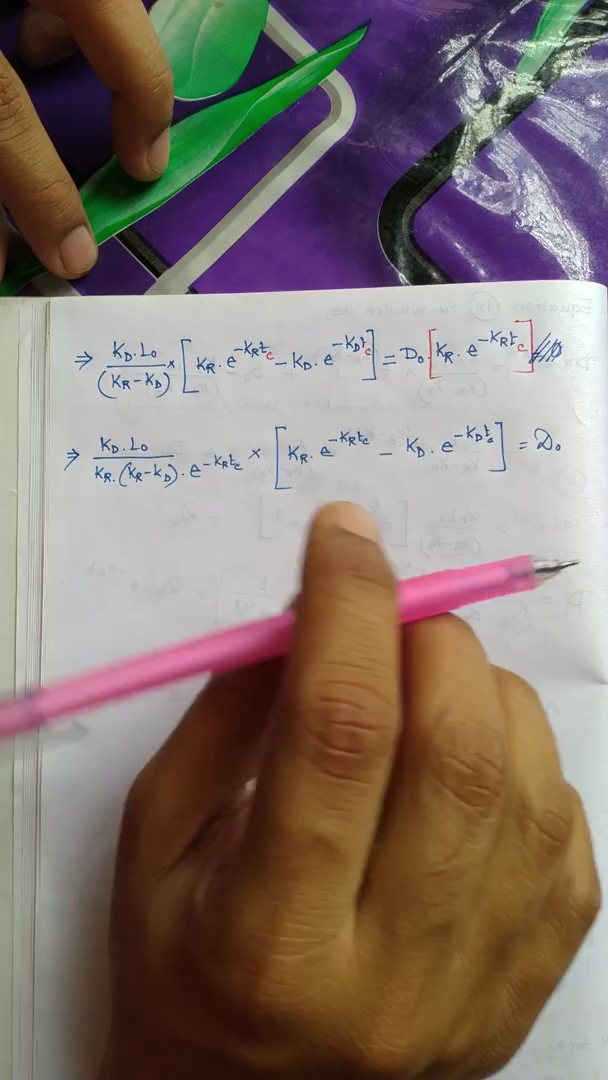 ⇒ K_D.L_0/(K_R-K_D) × [K_R.e^{-K_R t_c} - K_D.e^{-K_D t_c}] = D_0.[K_R.e^{-K_R t_c}]
⇒ K_D.L_0/K_R.(K_R-K_D).e^{-K_R t_c} × [K_R.e^{-K_R t_c} - K_D.e^{-K_D t_c}] = D_0